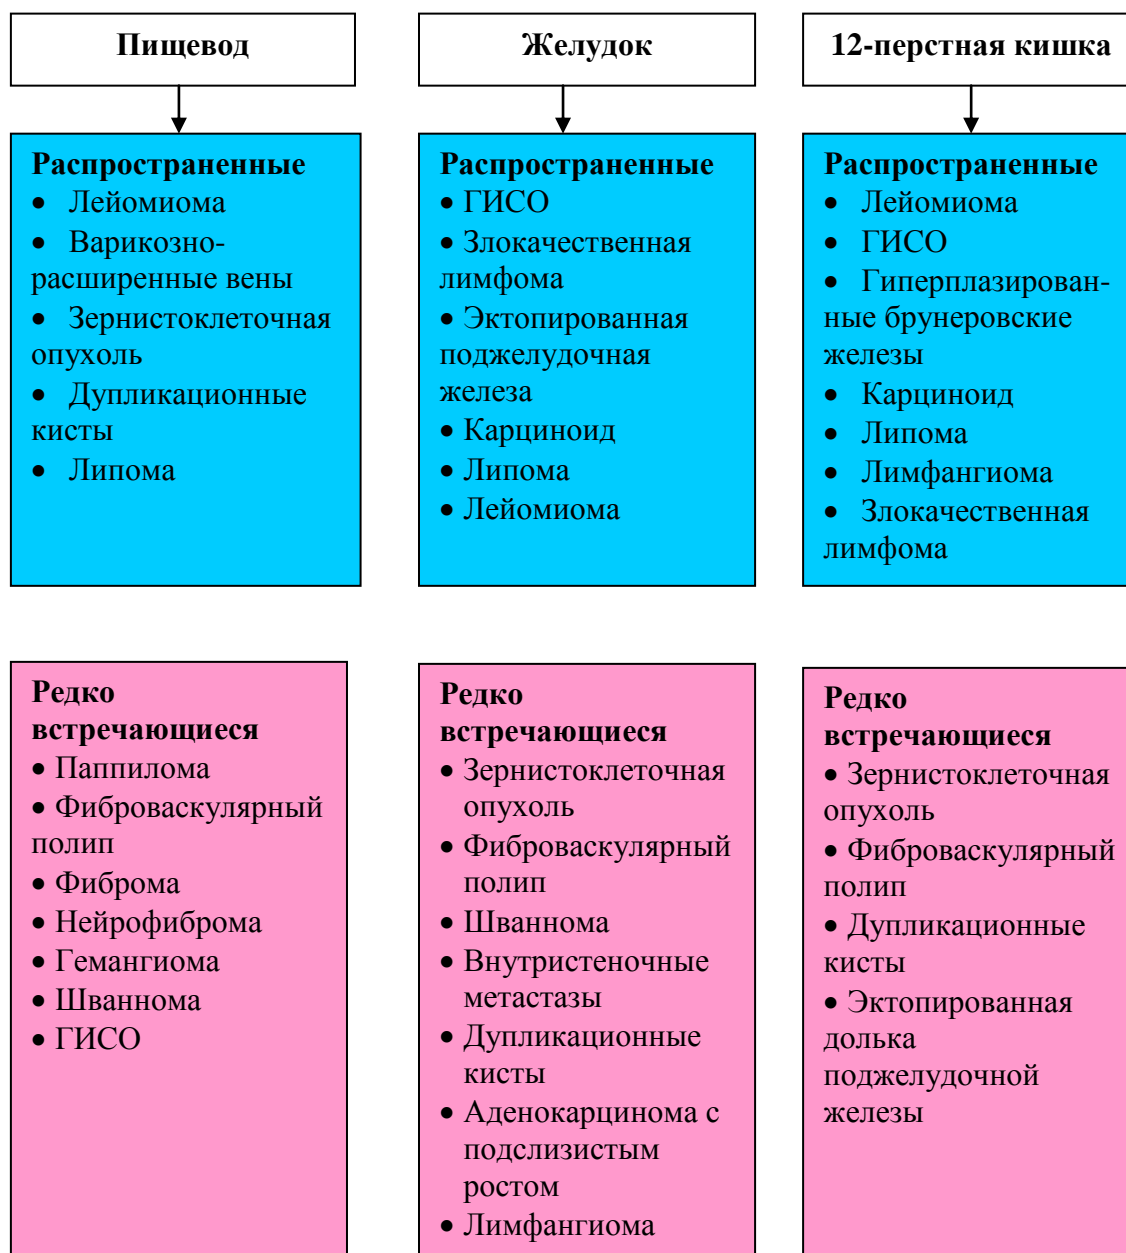 Пищевод
Желудок
12-перстная кишка
Распространенные
• Лейомиома
• Варикозно-
расширенные вены
• Зернистоклеточная
опухоль
• Дупликационные
кисты
• Липома
Распространенные
• ГИСО
• Злокачественная
лимфома
• Эктопированная
поджелудочная
железа
• Карциноид
• Липома
• Лейомиома
Распространенные
• Лейомиома
• ГИСО
• Гиперплазирован-
ные брунеровские
железы
• Карциноид
• Липома
• Лимфангиома
• Злокачественная
лимфома
Редко
встречающиеся
• Паппилома
• Фиброваскулярный
полип
• Фиброма
• Нейрофиброма
• Гемангиома
• Шваннома
• ГИСО
Редко
встречающиеся
• Зернистоклеточная
опухоль
• Фиброваскулярный
полип
• Шваннома
• Внутристеночные
метастазы
• Дупликационные
кисты
• Аденокарцинома с
подслизистым
ростом
• Лимфангиома
Редко
встречающиеся
• Зернистоклеточная
опухоль
• Фиброваскулярный
полип
• Дупликационные
кисты
• Эктопированная
долька
поджелудочной
железы